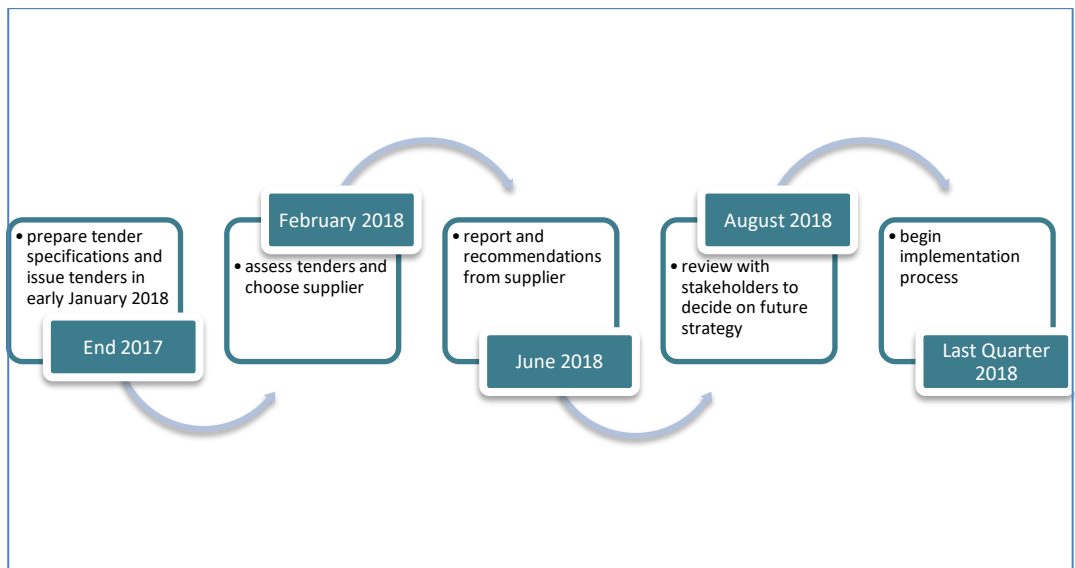 • prepare tender
specifications and
issue tenders in
early January 2018
End 2017
February 2018
• assess tenders and
choose supplier
• report and
recommendations
from supplier
June 2018
August 2018
• review with
stakeholders to
decide on future
strategy
• begin
implementation
process
Last Quarter
2018